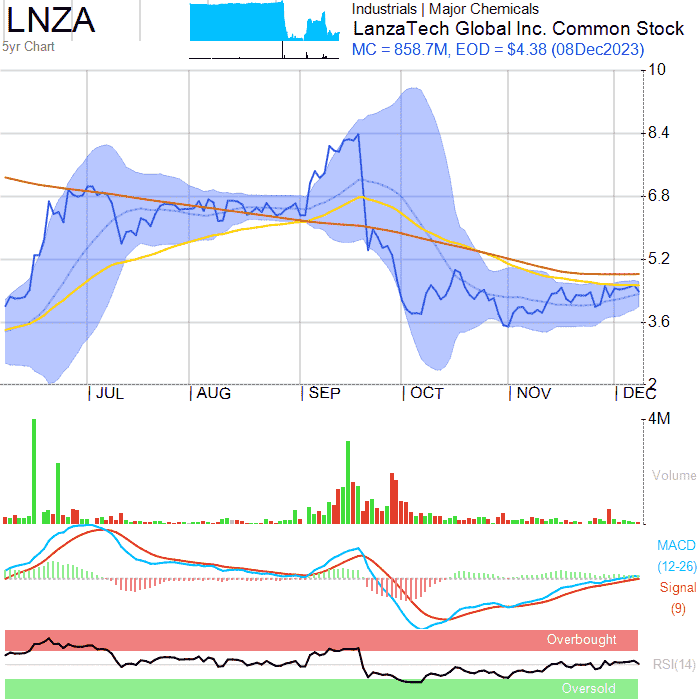 LNZA
5yr Chart
Industrials | Major Chemicals
LanzaTech Global Inc. Common Stock
MC = 858.7M, EOD = $4.38 (08Dec2023)
10
8.4
6.8
5.2
3.6
2
JUL AUG SEP OCT NOV DEC
4M
Volume
MACD
(12-26)
Signal
(9)
Overbought
RSI(14)
Oversold